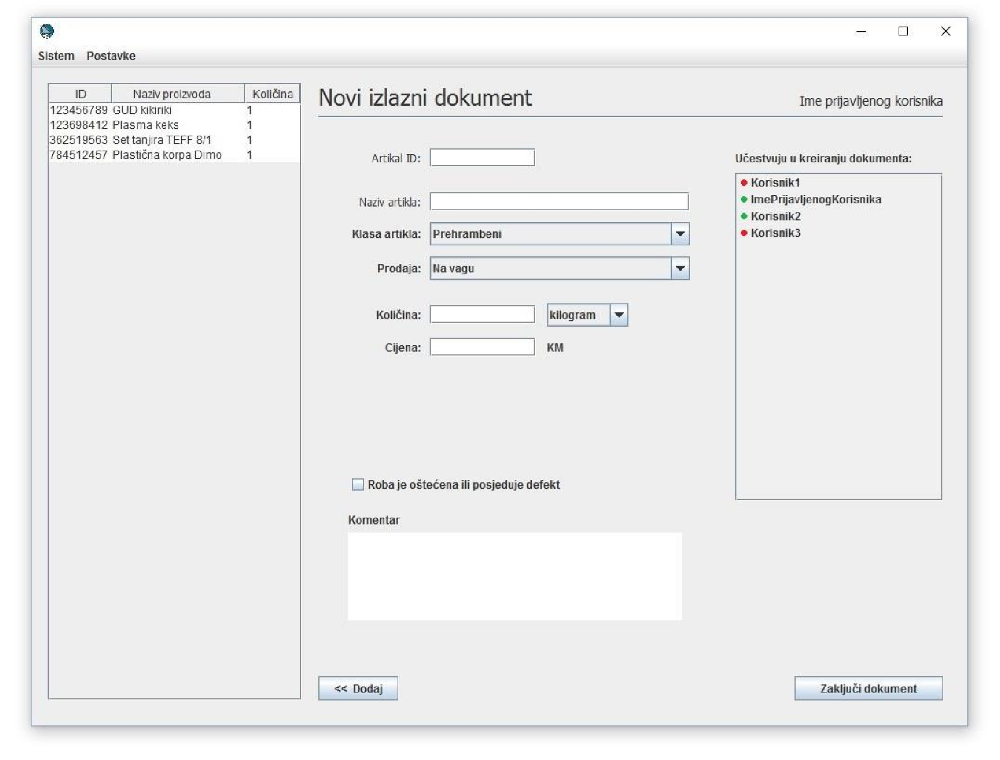 Sistem Postavke
ID Naziv proizvoda Količina
123456789 GUD kikiriki 1
123698412 Plasma keks 1
362519563 Set tanjira TEFF 8/1 1
784512457 Plastična korpa Dimo 1
Novi izlazni dokument
Ime prijavljenog korisnika
Artikal ID:
Naziv artikla:
Klasa artikla: Prehrambeni
Prodaja: Na vagu
Količina: kilogram
Cijena: KM
Roba je oštećena ili posjeduje defekt
Komentar
Učestvuju u kreiranju dokumenta:
Korisnik1
ImePrijavljenogKorisnika
Korisnik2
Korisnik3
<< Dodaj
Zaključi dokument